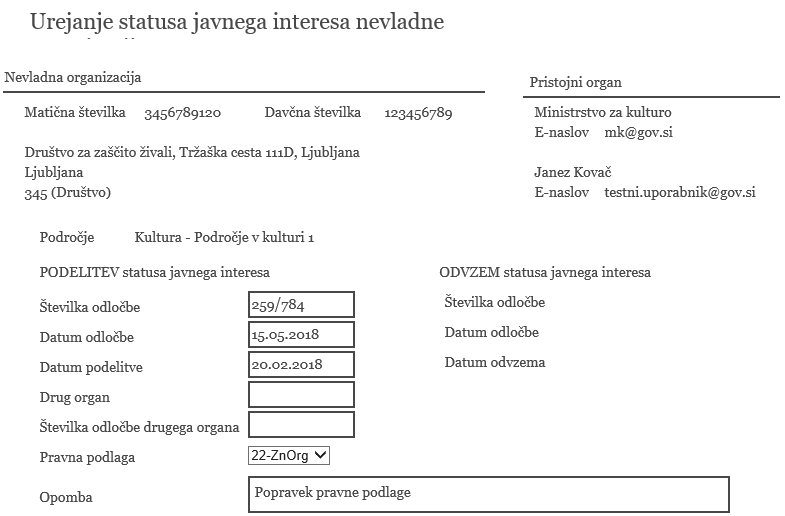 Urejanje statusa javnega interesa nevladne
Nevladna organizacija
Pristojni organ
Matična številka 3456789120 Davčna številka 123456789
Ministrstvo za kulturo
E-naslov mk@gov.si
Društvo za zaščito živali, Tržaška cesta 111D, Ljubljana
Ljubljana
345 (Društvo)
Janez Kovač
E-naslov testni.uporabnik@gov.si
Področje Kultura - Področje v kulturi 1
PODELITEV statusa javnega interesa
Številka odločbe 259/784
Datum odločbe 15.05.2018
Datum podelitve 20.02.2018
Drug organ
Številka odločbe drugega organa
Pravna podlaga 22-ZnOrg
Opomba Popravek pravne podlage
ODVZEM statusa javnega interesa
Številka odločbe
Datum odločbe
Datum odvzema